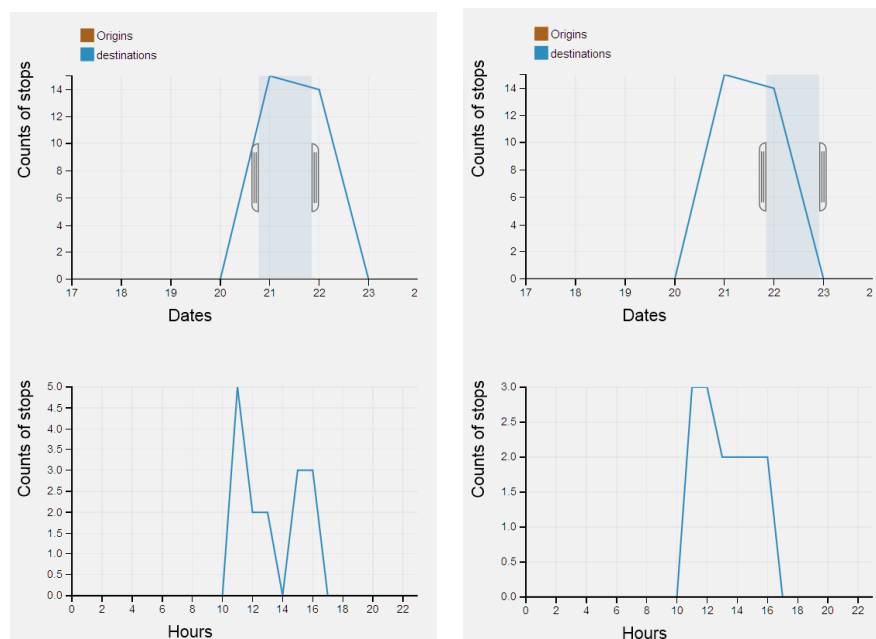 Origins
destinations
Counts of stops
14
12
10
8
6
4
2
0
17 18 19 20 21 22 23 2
Dates
Counts of stops
5.0
4.5
4.0
3.5
3.0
2.5
2.0
1.5
1.0
0.5
0.0
0 2 4 6 8 10 12 14 16 18 20 22
Hours
Origins
destinations
Counts of stops
14
12
10
8
6
4
2
0
17 18 19 20 21 22 23 2
Dates
Counts of stops
3.0
2.5
2.0
1.5
1.0
0.5
0.0
0 2 4 6 8 10 12 14 16 18 20 22
Hours